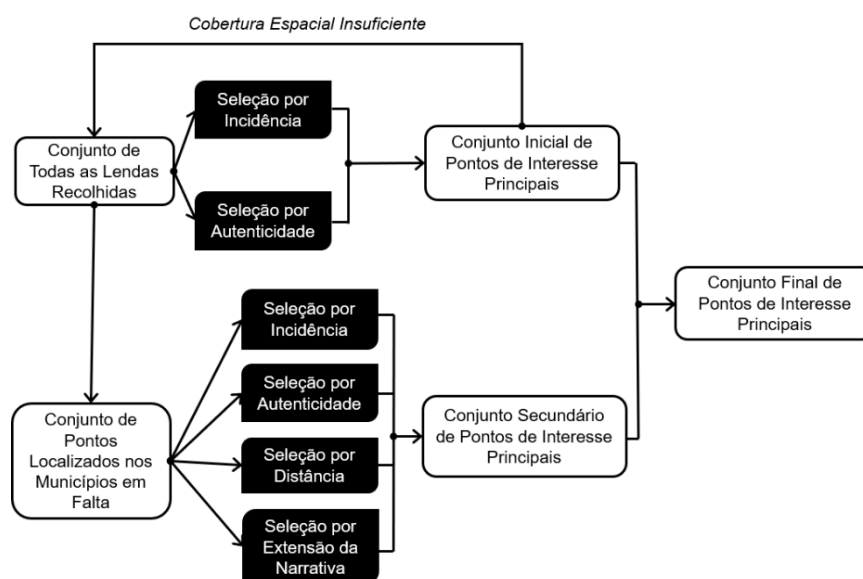 Cobertura Espacial Insuficiente
Seleção por
Incidência
Conjunto de
Todas as Lendas
Recolhidas
Seleção por
Autenticidade
Conjunto Inicial de
Pontos de Interesse
Principais
Conjunto Final de
Pontos de Interesse
Principais
Seleção por
Incidência
Seleção por
Autenticidade
Conjunto de
Pontos
Localizados nos
Municípios em
Falta
Seleção por
Distância
Seleção por
Extensão da
Narrativa
Conjunto Secundário
de Pontos de Interesse
Principais